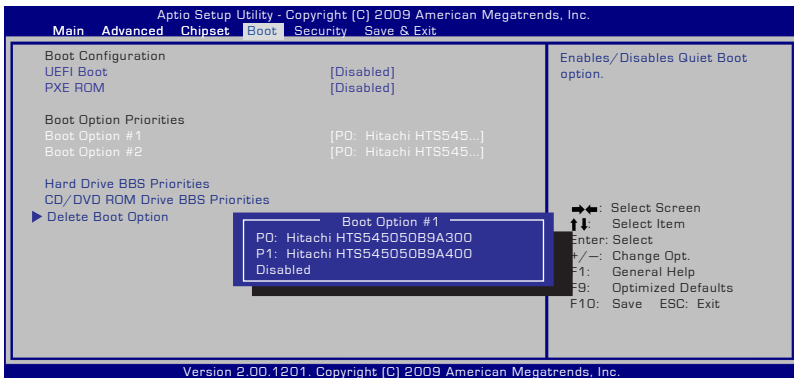 Aptio Setup Utility - Copyright (C) 2009 American Megatrends, Inc.
Main Advanced Chipset Boot Security Save & Exit
Boot Configuration
UEFI Boot [Disabled]
PXE ROM [Disabled]
Boot Option Priorities
Boot Option #1 [P0: Hitachi HTS545...]
Boot Option #2 [P0: Hitachi HTS545...]
Hard Drive BBS Priorities
CD/DVD ROM Drive BBS Priorities
Delete Boot Option
Boot Option #1
P0: Hitachi HTS545050B9A300
P1: Hitachi HTS545050B9A400
Disabled
Enables/Disables Quiet Boot
option.
→←: Select Screen
↑↓: Select Item
Enter: Select
+/—: Change Opt.
F1: General Help
F9: Optimized Defaults
F10: Save ESC: Exit
Version 2.00.1201. Copyright (C) 2009 American Megatrends, Inc.